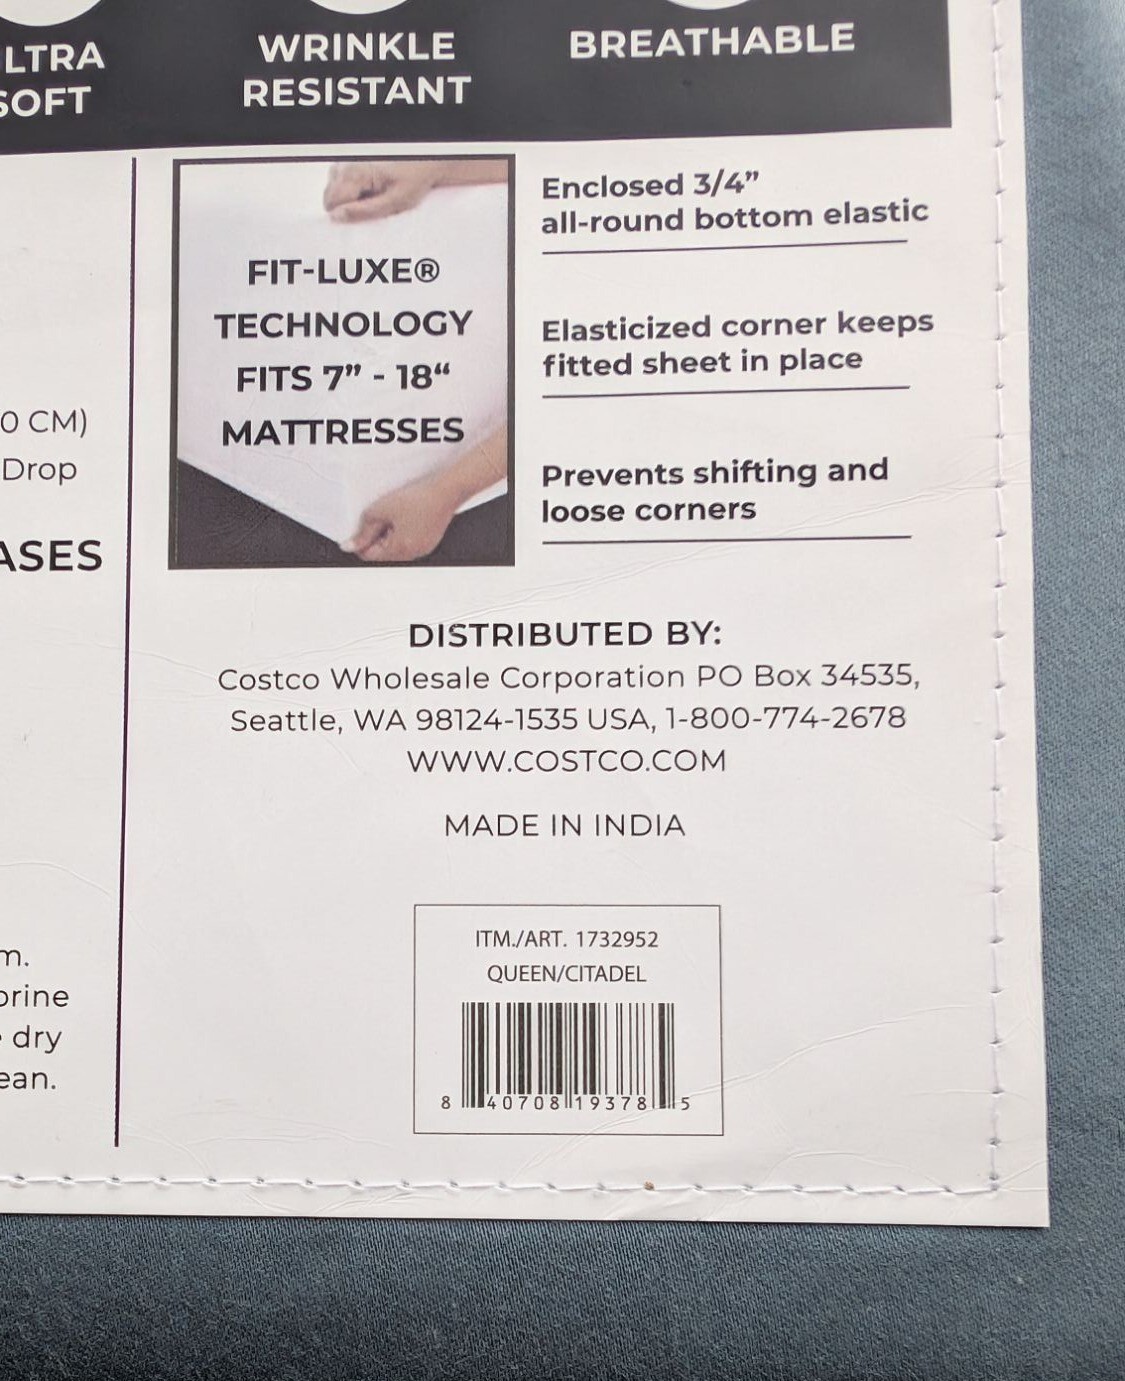 LTRA
SOFT
WRINKLE
RESISTANT
BREATHABLE
FIT-LUXE®
TECHNOLOGY
FITS 7” - 18“
MATTRESSES
Enclosed 3/4”
all-round bottom elastic
Elasticized corner keeps
fitted sheet in place
Prevents shifting and
loose corners
0 CM)
Drop
ASES
m.
orine
dry
ean.
DISTRIBUTED BY:
Costco Wholesale Corporation PO Box 34535,
Seattle, WA 98124-1535 USA, 1-800-774-2678
WWW.COSTCO.COM
MADE IN INDIA
ITM./ART. 1732952
QUEEN/CITADEL
8 40708 19378 5